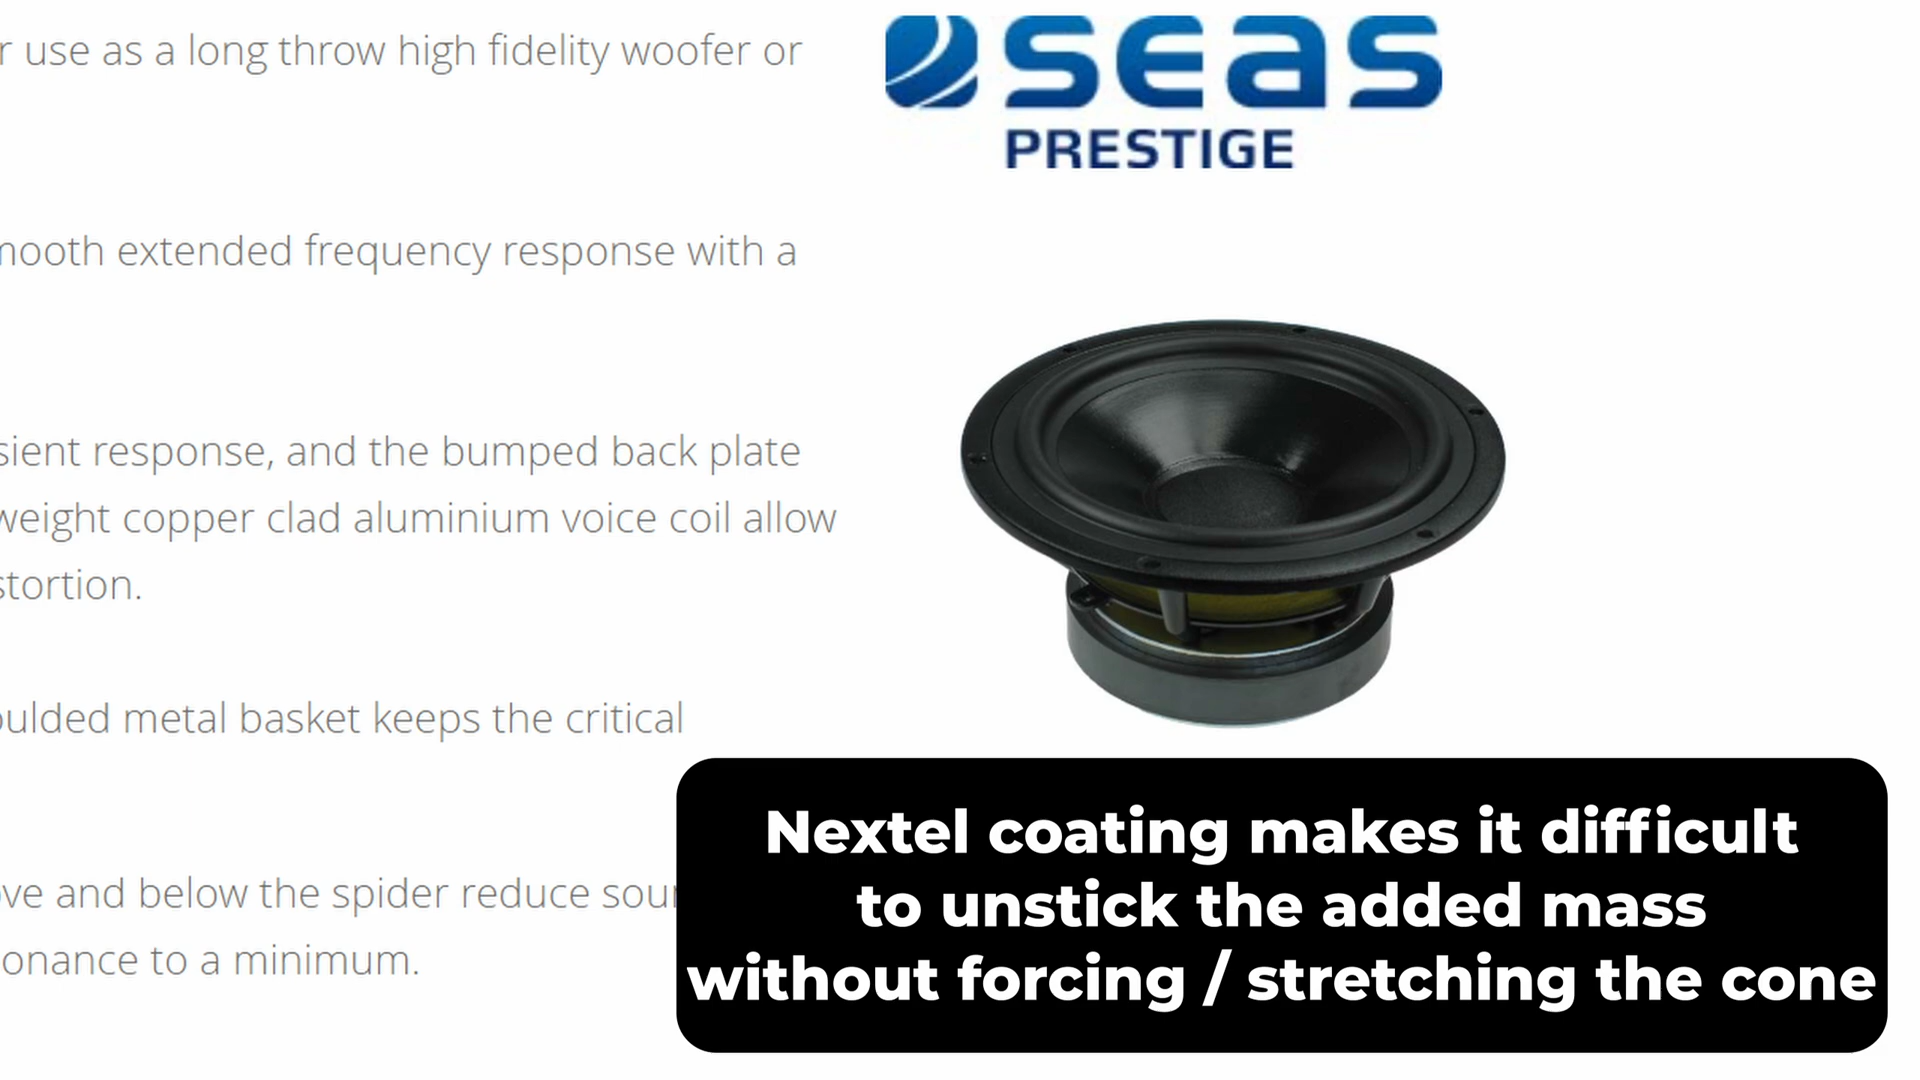 r use as a long throw high fidelity woofer or
seas
PRESTIGE
mooth extended frequency response with a
sient response, and the bumped back plate
weight copper clad aluminium voice coil allow
stortion.
oulded metal basket keeps the critical
ove and below the spider reduce sour
onance to a minimum.
Nextel coating makes it difficult
to unstick the added mass
without forcing / stretching the cone